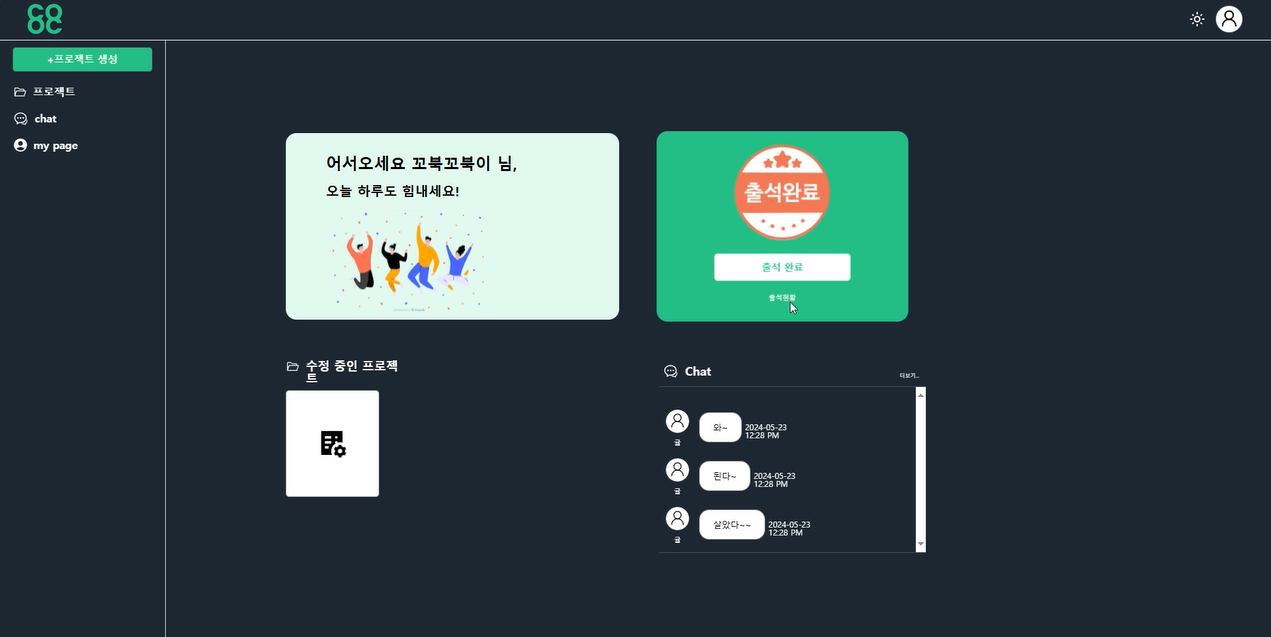 COOC
+프로젝트 생성
프로젝트
chat
my page
어서오세요 꼬북꼬북이 님,
오늘 하루도 힘내세요!
출석완료
출석 완료
출석현황
수정 중인 프로젝
트
Chat
더보기..
와~
2024-05-23
12:28 PM
귤
된다~
2024-05-23
12:28 PM
귤
살았다~~
2024-05-23
12:28 PM
귤